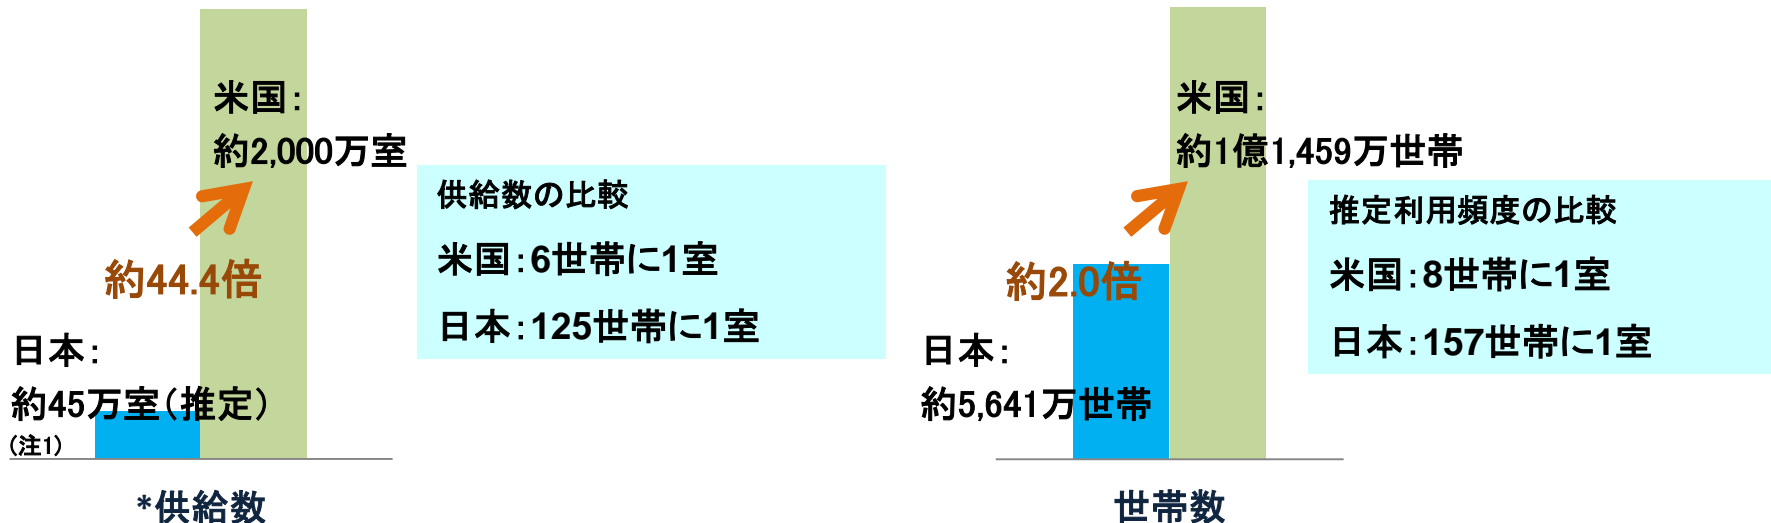 米国：
約2,000万室
約44.4倍
日本：
約45万室（推定）
（注1）
*供給数
供給数の比較
米国：6世帯に1室
日本：125世帯に1室
米国：
約1億1,459万世帯
約2.0倍
日本：
約5,641万世帯
世帯数
推定利用頻度の比較
米国：8世帯に1室
日本：157世帯に1室